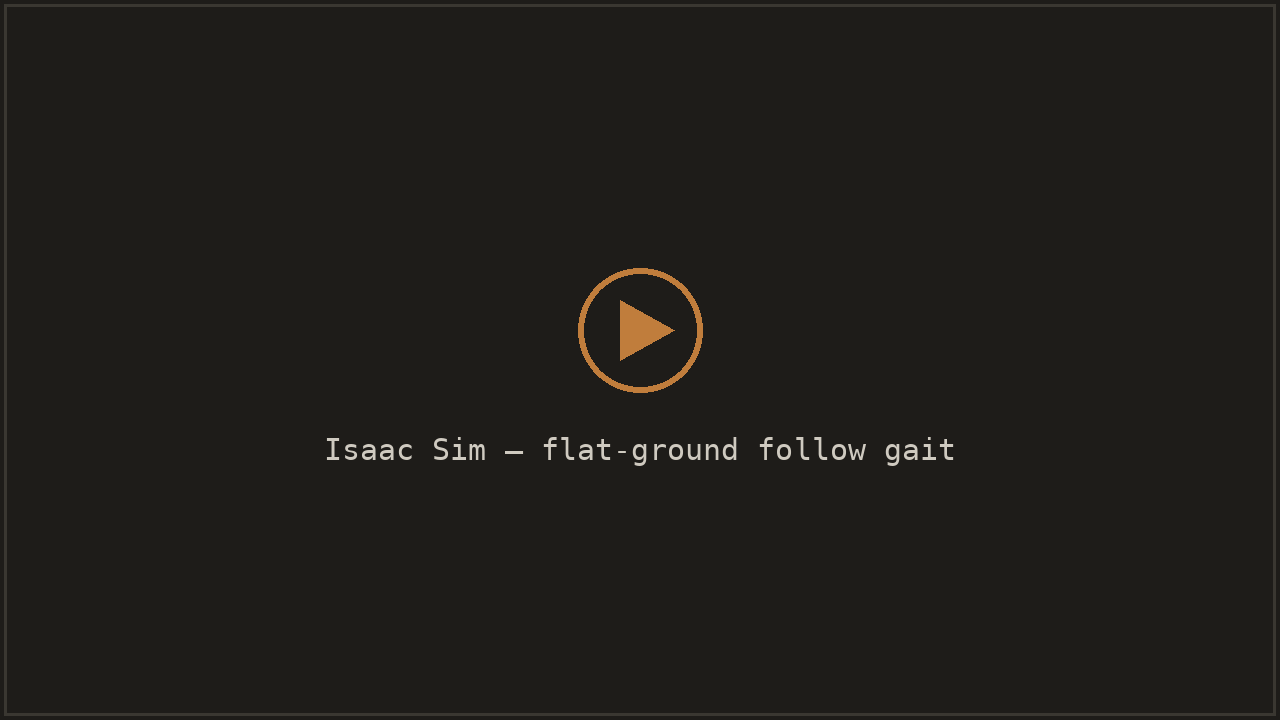 Isaac Sim — flat-ground follow gait